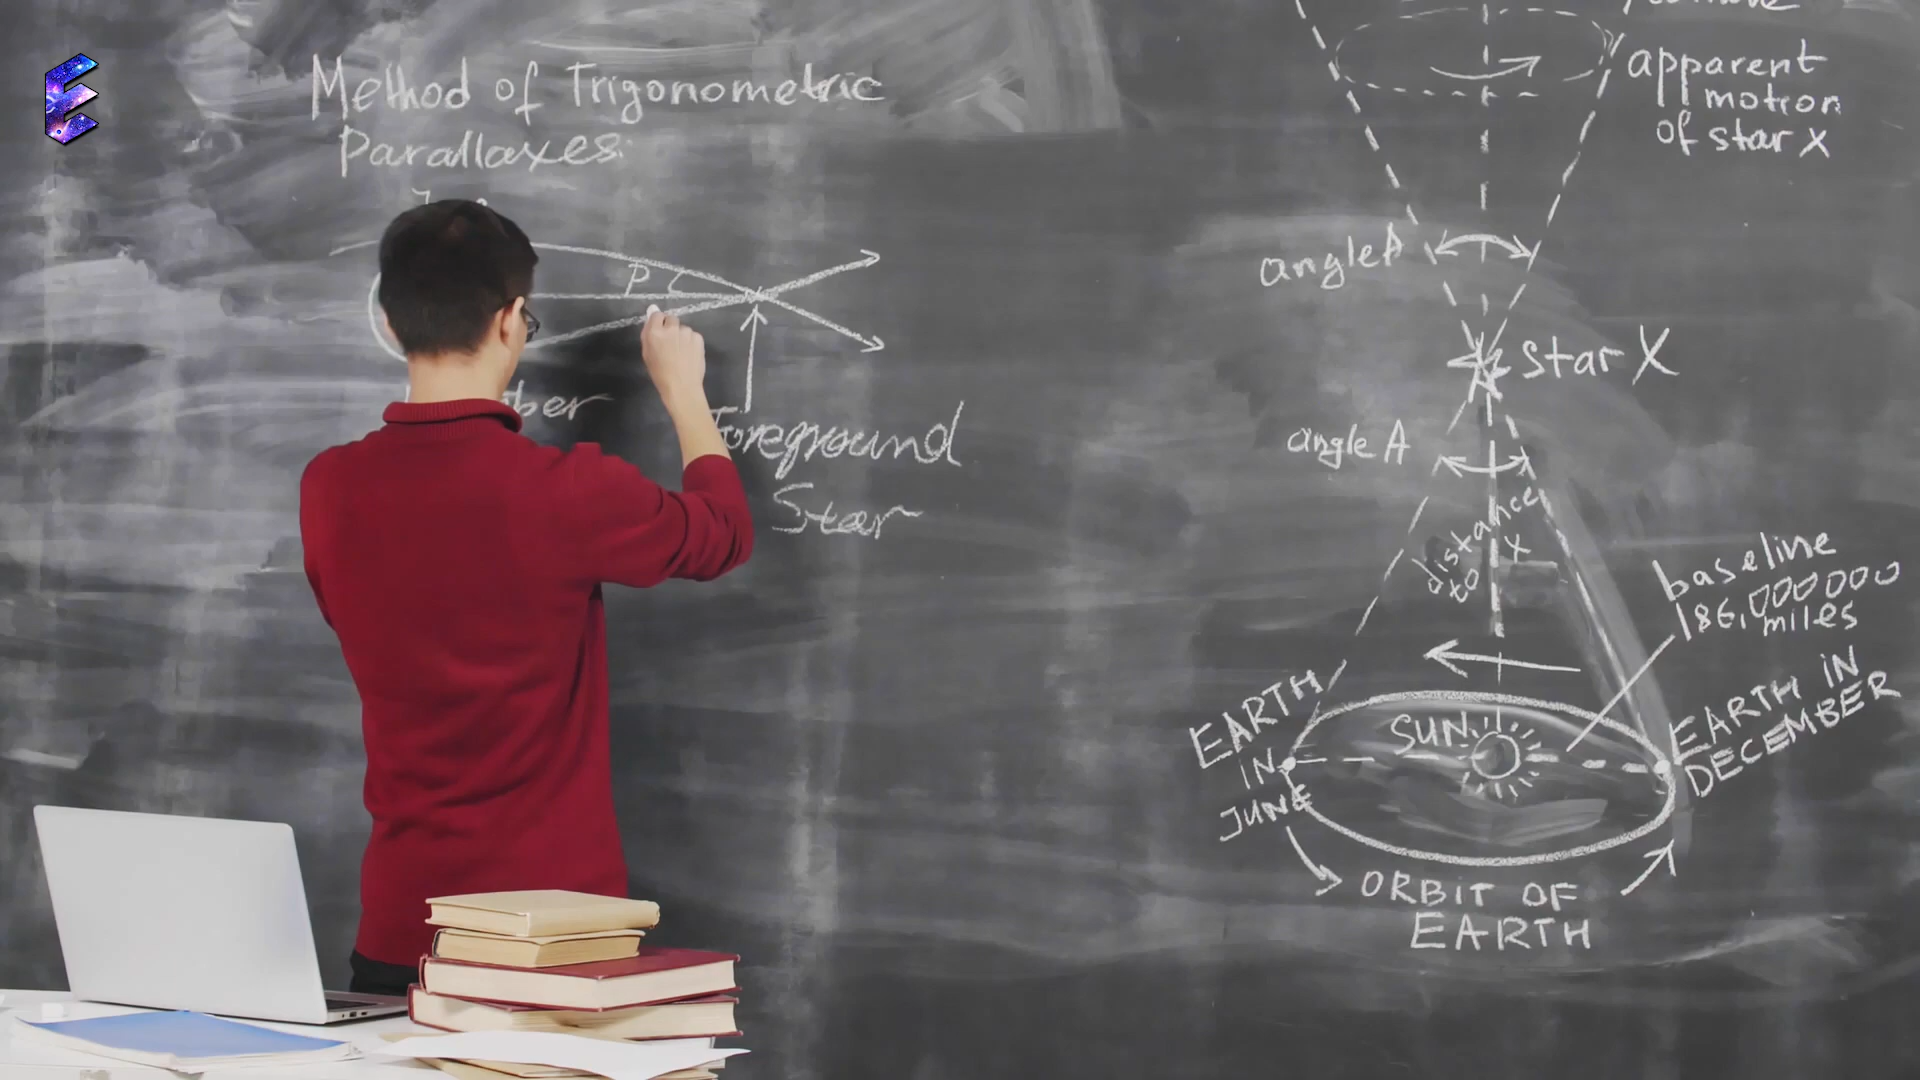 Method of Trigonometric
Parallaxes:
P
Foreground
Star
apparent
motion
of star X
angle A
star X
angle A
distance
to X
baseline
186,000000
miles
EARTH
IN
JUNE
SUN
EARTH IN
DECEMBER
ORBIT OF
EARTH
E